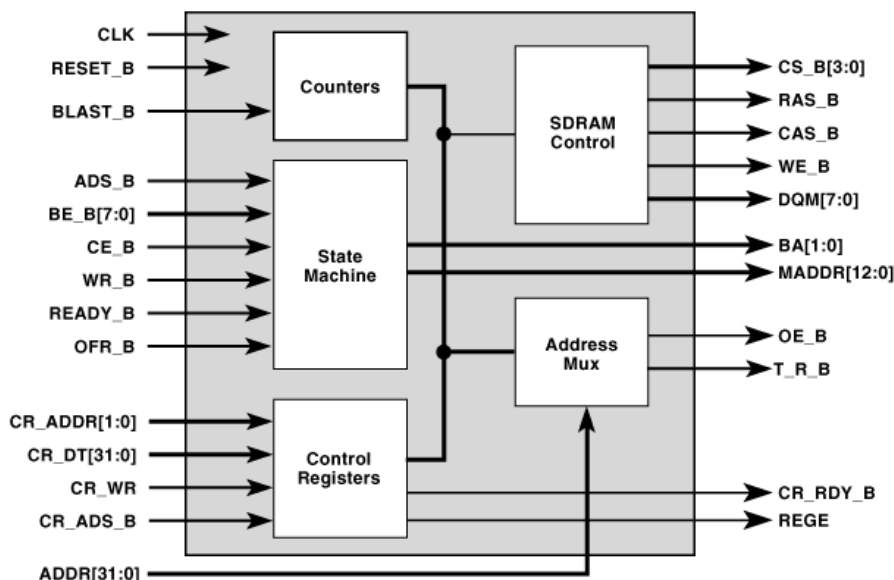 CLK
RESET_B
BLAST_B
ADS_B
BE_B[7:0]
CE_B
WR_B
READY_B
OFR_B
CR_ADDR[1:0]
CR_DT[31:0]
CR_WR
CR_ADS_B
ADDR[31:0]
Counters
State
Machine
Control
Registers
SDRAM
Control
Address
Mux
CS_B[3:0]
RAS_B
CAS_B
WE_B
DQM[7:0]
BA[1:0]
MADDR[12:0]
OE_B
T_R_B
CR_RDY_B
REGE